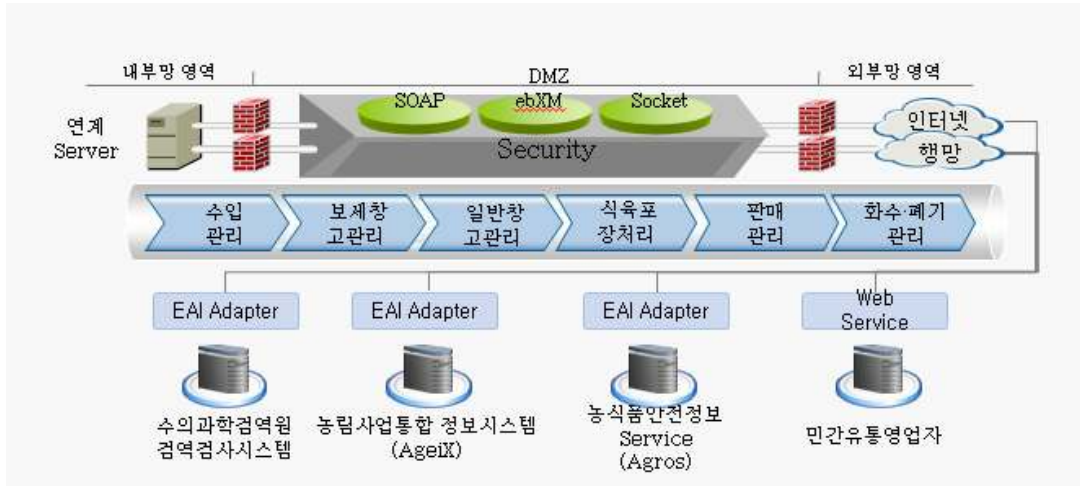 내부망 영역
DMZ
외부망 영역
SOAP
ebXM
Socket
연계
Server
Security
인터넷
행망
수입
관리
보세창
고관리
일반창
고관리
식육포
장처리
판매
관리
화수·폐기
관리
EAI Adapter
EAI Adapter
EAI Adapter
Web
Service
수의과학검역원
검역검사시스템
농림사업통합 정보시스템
(AgeiX)
농식품안전정보
Service
(Agros)
민간유통영업자